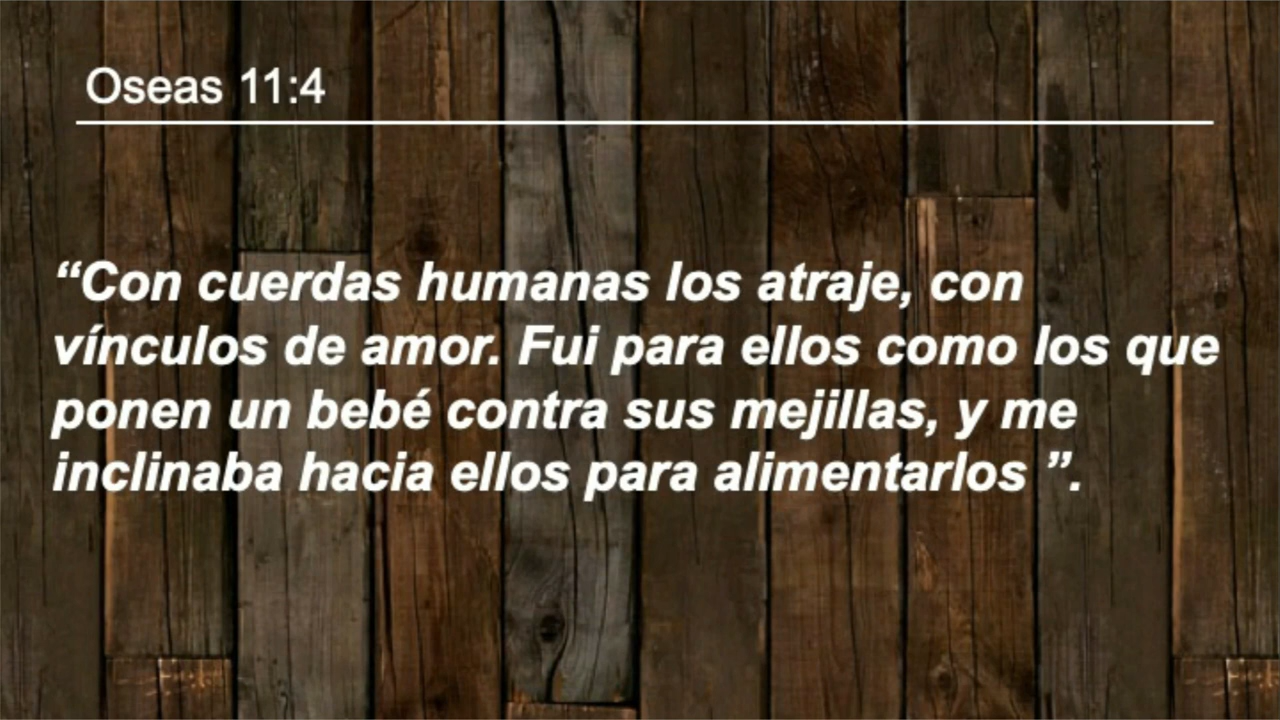 Oseas 11:4
“Con cuerdas humanas los atraje, con
vínculos de amor. Fui para ellos como los que
ponen un bebé contra sus mejillas, y me
inclinaba hacia ellos para alimentarlos ”.